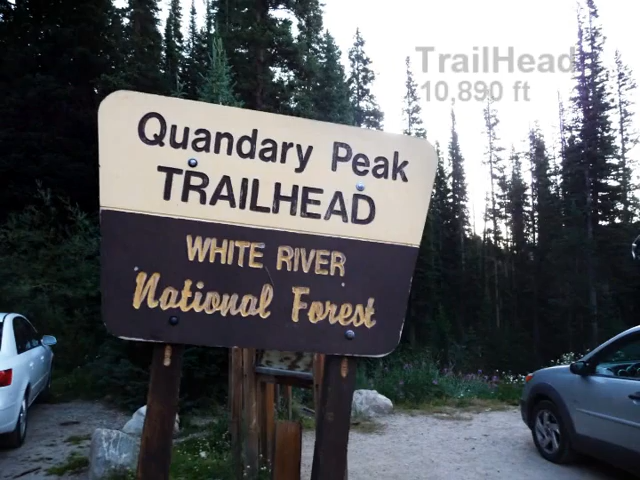 TrailHead
10,890 ft
Quandary Peak
TRAILHEAD
WHITE RIVER
National Forest